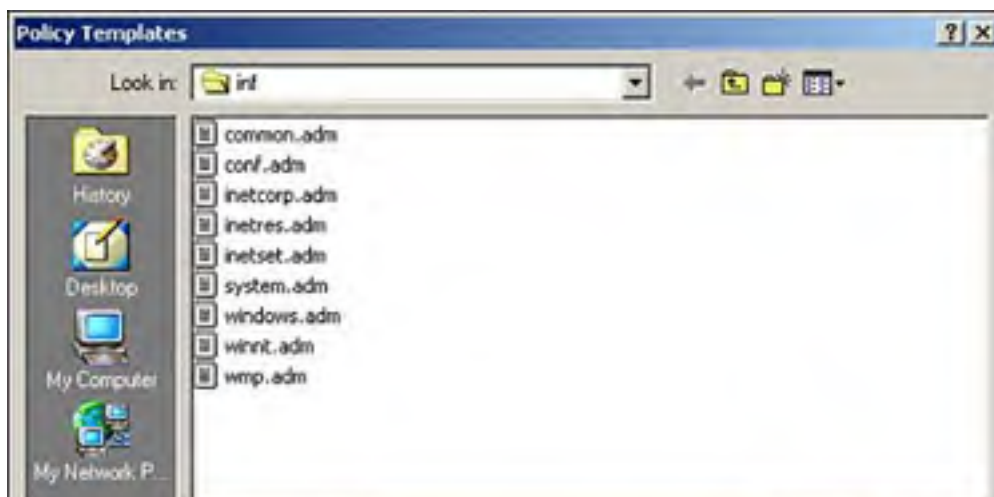 Policy Templates
Look in: inf
History
Desktop
My Computer
My Network P...
common.adm
conf.adm
inetcorp.adm
inetres.adm
inetset.adm
system.adm
windows.adm
winnt.adm
wmp.adm